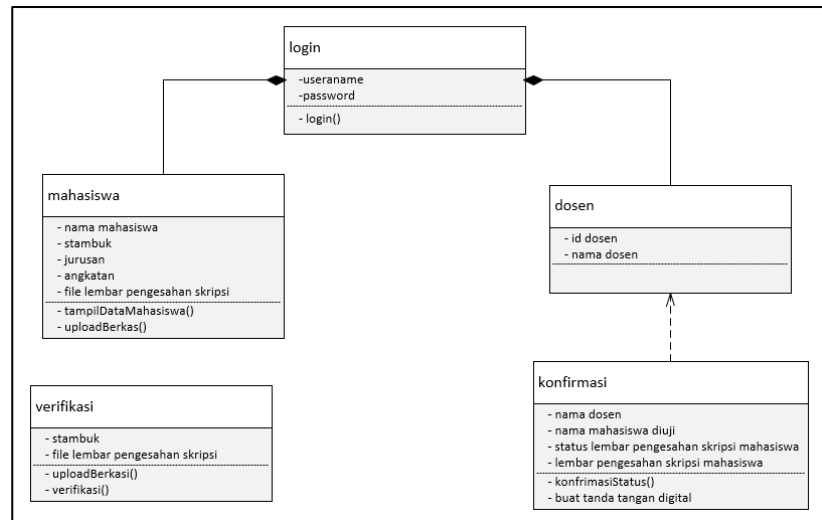 login
-useraname
-password
- login()
mahasiswa
- nama mahasiswa
- stambuk
- jurusan
- angkatan
- file lembar pengesahan skripsi
- tampilDataMahasiswa()
- uploadBerkas()
dosen
- id dosen
- nama dosen
verifikasi
- stambuk
- file lembar pengesahan skripsi
- uploadBerkasi()
- verifikasi()
konfirmasi
- nama dosen
- nama mahasiswa diuji
- status lembar pengesahan skripsi mahasiswa
- lembar pengesahan skripsi mahasiswa
- konfrimasiStatus()
- buat tanda tangan digital